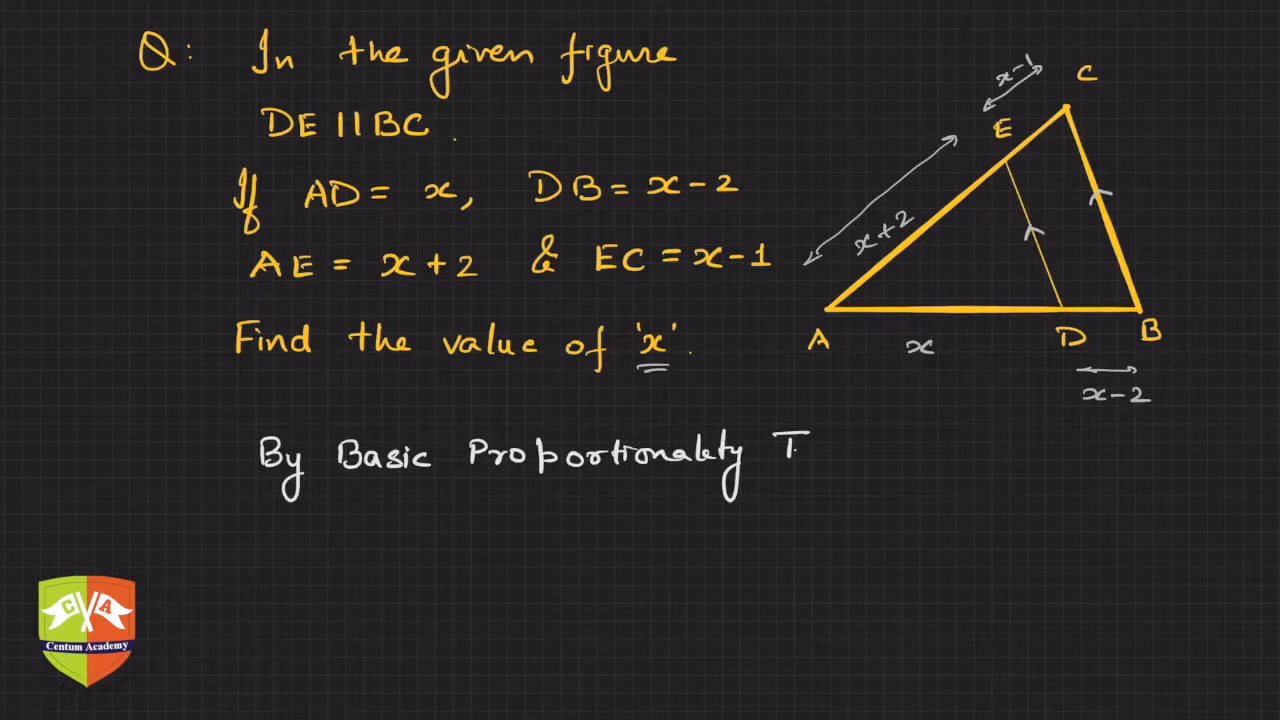 Q: In the given figure
DE || BC.
If AD = x, DB = x-2
AE = x+2 & EC = x-1
Find the value of 'x'.
By Basic Proportionality T
x-1
C
E
x+2
A
x
D
B
x-2
C A
Centum Academy